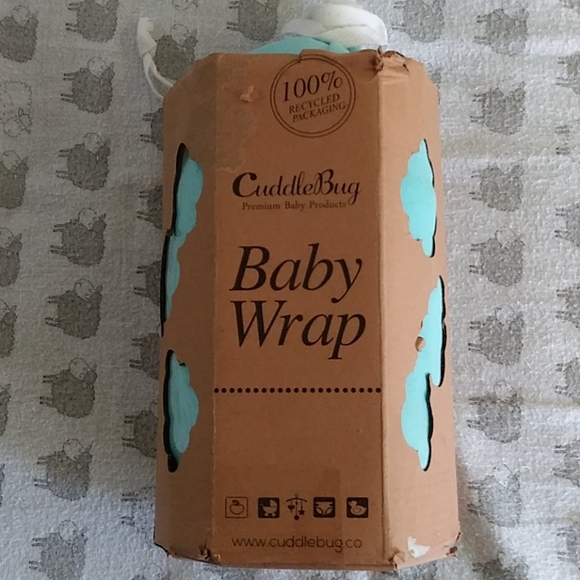 100%
RECYCLED
PACKAGING
CuddleBug
Premium Baby Products
Baby
Wrap
www.cuddlebug.co